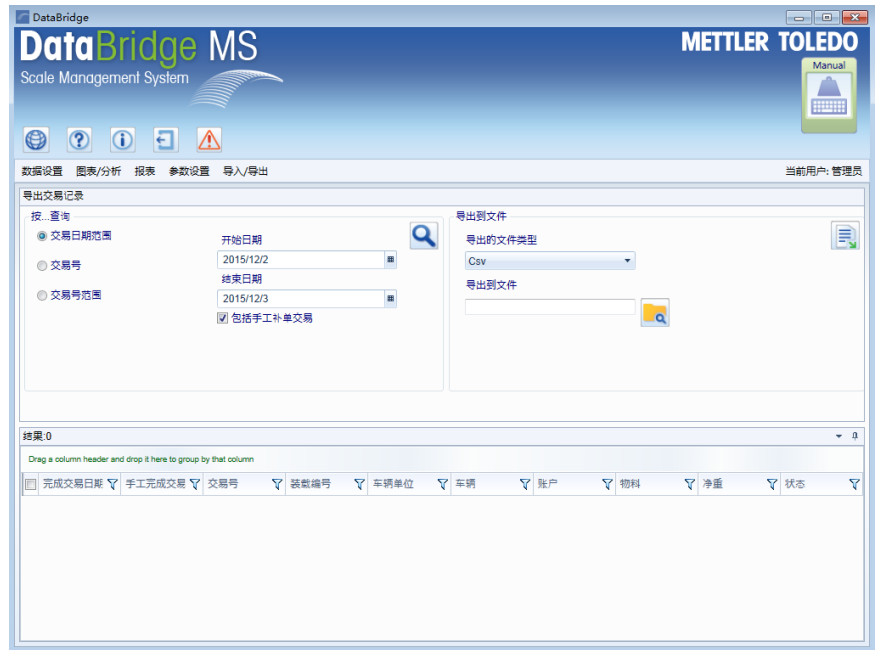 DataBridge
DataBridge MS
METTLER TOLEDO
Scale Management System
Manual
数据设置 图表/分析 报表 参数设置 导入/导出 当前用户: 管理员
导出交易记录
按...查询
导出到文件
交易日期范围
开始日期
导出的文件类型
2015/12/2
Csv
交易号
结束日期
导出到文件
交易号范围
2015/12/3
包括手工补单交易
结果:0
Drag a column header and drop it here to group by that column
完成交易日期 手工完成交易 交易号 装载编号 车辆单位 车辆 账户 物料 净重 状态